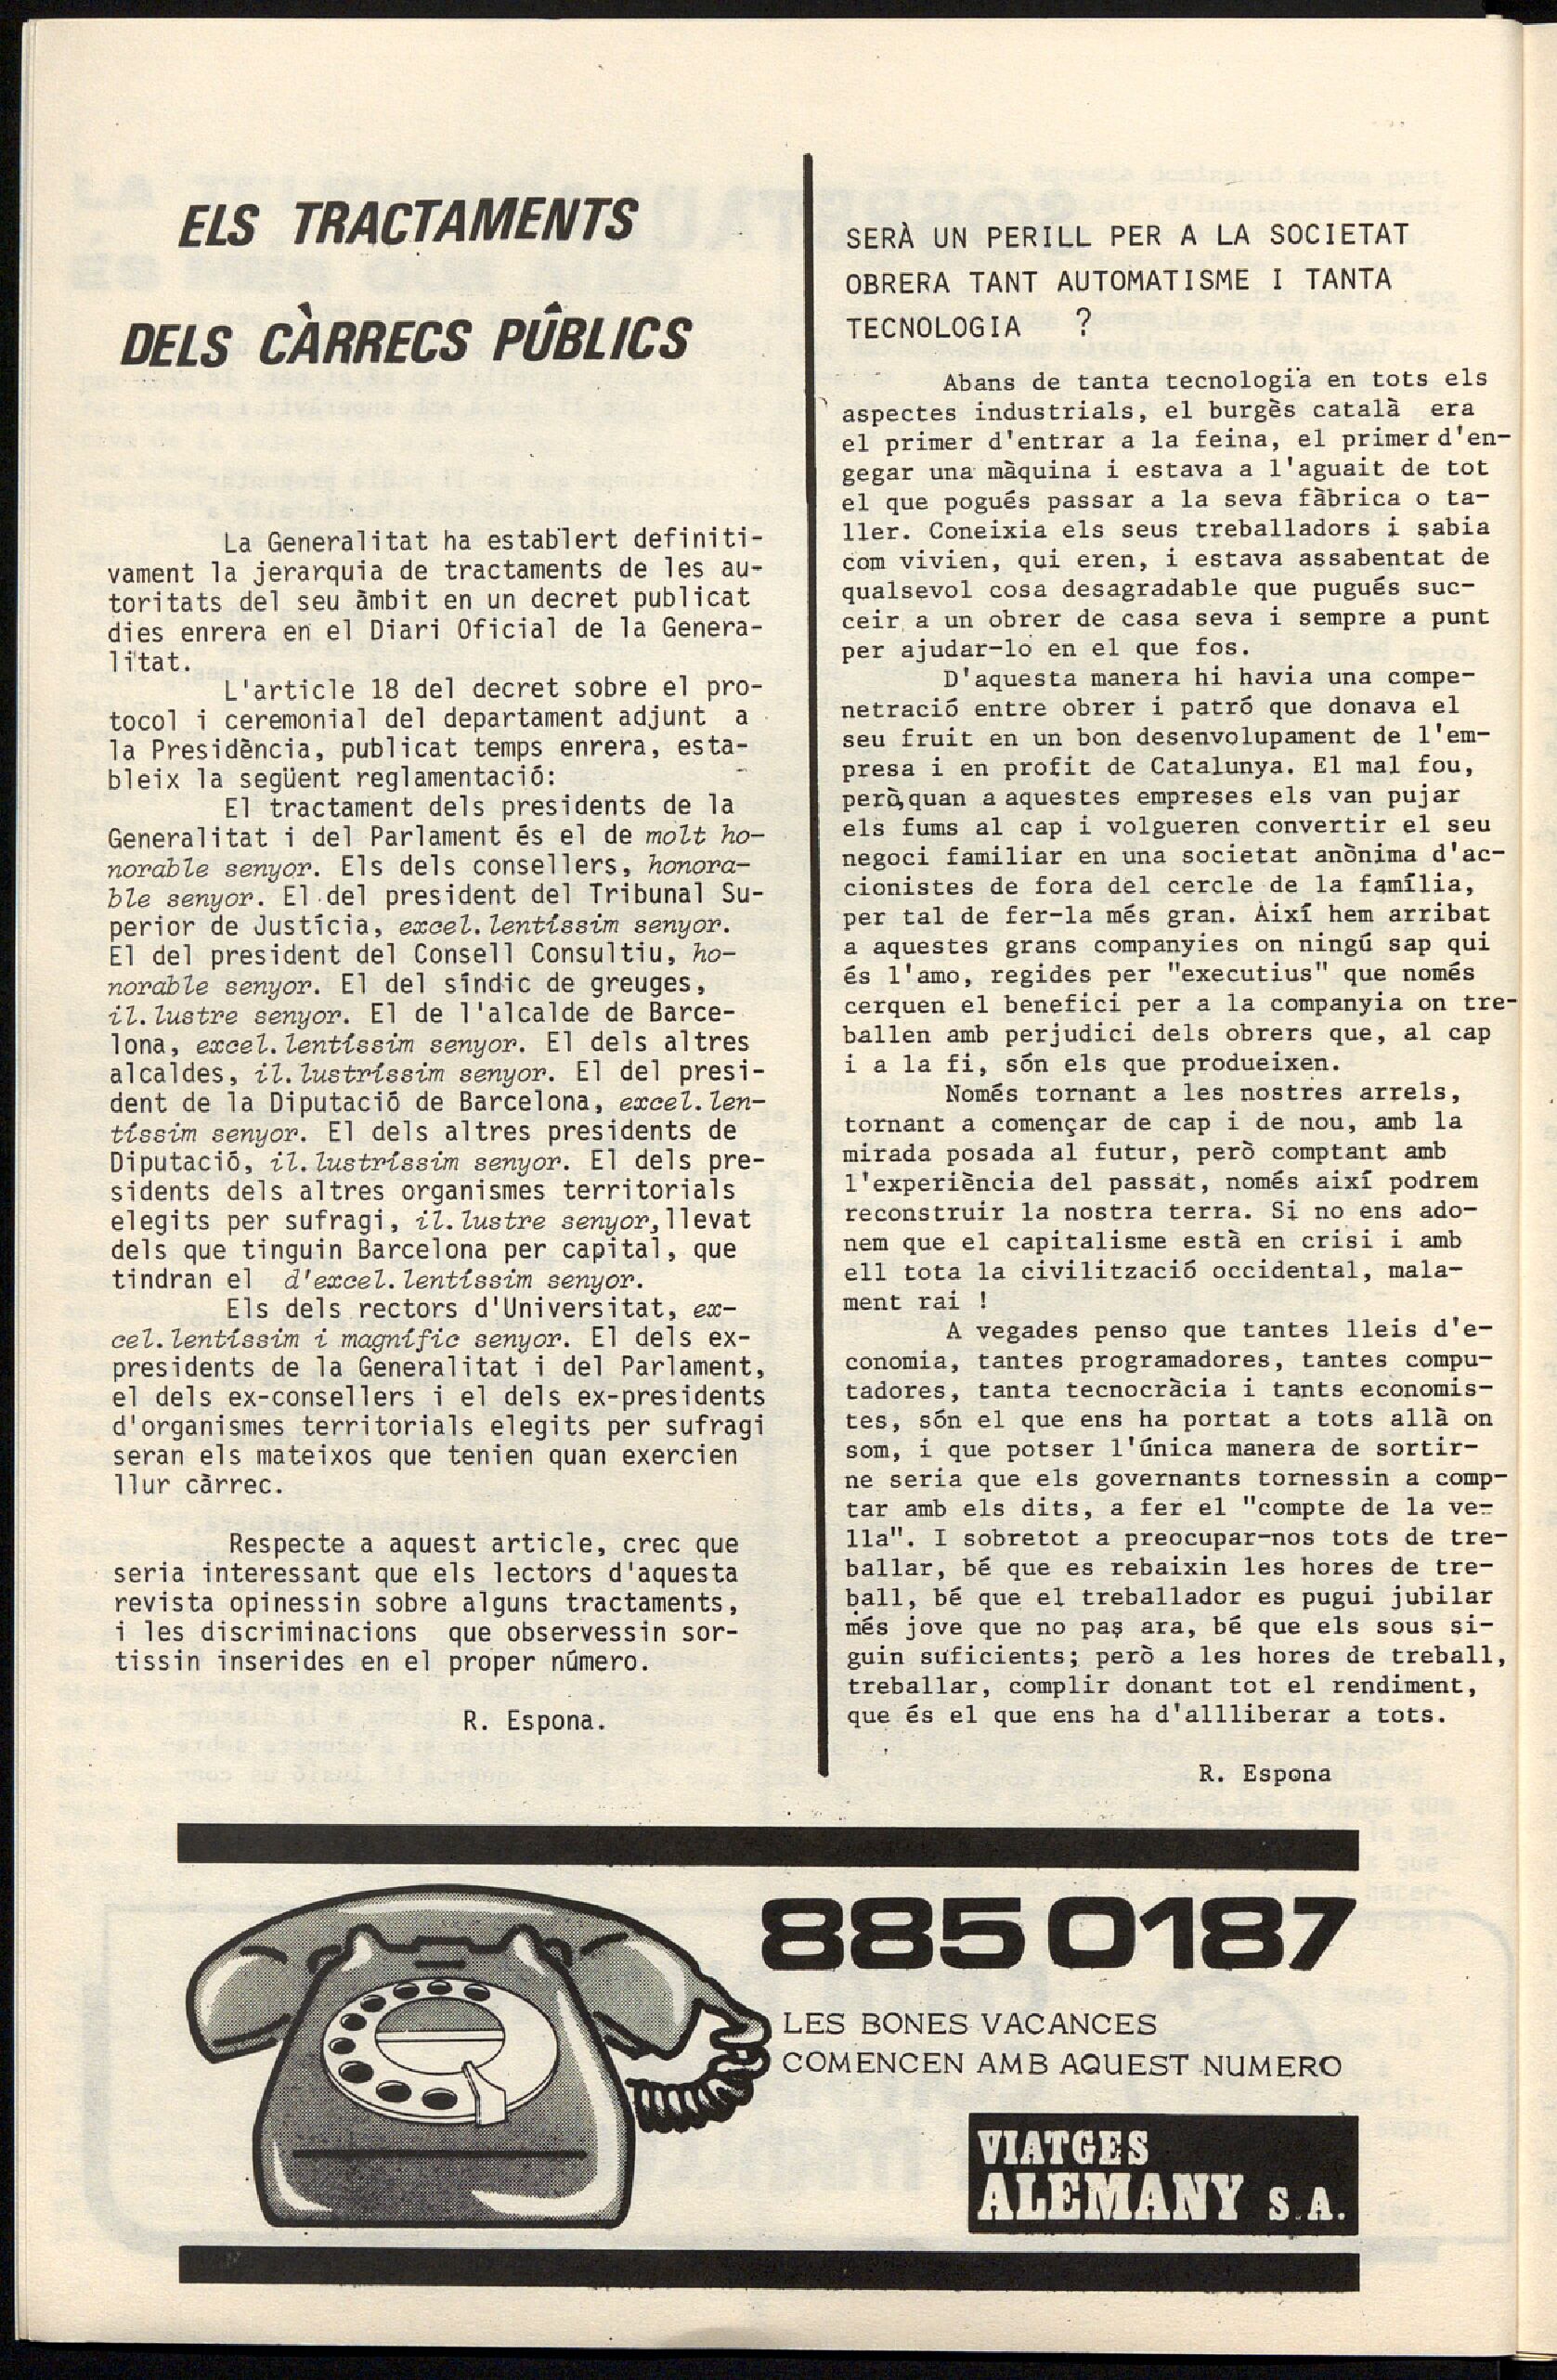 ELS TRACTAMENTS
DELS CÀRRECS PÚBLICS
La Generalitat ha establert definiti-
vament la jerarquia de tractaments de les au-
toritats del seu àmbit en un decret publicat
dies enrera en el Diari Oficial de la Genera-
litat.
L'article 18 del decret sobre el pro-
tocol i ceremonial del departament adjunt a
la Presidència, publicat temps enrera, esta-
bleix la següent reglamentació:
El tractament dels presidents de la
Generalitat i del Parlament és el de molt ho-
norable senyor. Els dels consellers, honora-
ble senyor. El del president del Tribunal Su-
perior de Justícia, excel.lentíssim senyor.
El del president del Consell Consultiu, ho-
norable senyor. El del síndic de greuges,
il.lustre senyor. El de l'alcalde de Barce-
lona, excel.lentíssim senyor. El dels altres
alcaldes, il.lustríssim senyor. El del presi-
dent de la Diputació de Barcelona, excel.len-
tíssim senyor. El dels altres presidents de
Diputació, il.lustríssim senyor. El dels pre-
sidents dels altres organismes territorials
elegits per sufragi, il.lustre senyor, llevat
dels que tinguin Barcelona per capital, que
tindran el d'excel.lentíssim senyor.
Els dels rectors d'Universitat, ex-
cel.lentíssim i magnífic senyor. El dels ex-
presidents de la Generalitat i del Parlament,
el dels ex-consellers i el dels ex-presidents
d'organismes territorials elegits per sufragi
seran els mateixos que tenien quan exercien
llur càrrec.
Respecte a aquest article, crec que
seria interessant que els lectors d'aquesta
revista opinessin sobre alguns tractaments,
i les discriminacions que observessin sor-
tissin inserides en el proper número.
R. Espona.
SERÀ UN PERILL PER A LA SOCIETAT
OBRERA TANT AUTOMATISME I TANTA
TECNOLOGIA ?
Abans de tanta tecnologïa en tots els
aspectes industrials, el burgès català era
el primer d'entrar a la feina, el primer d'en-
gegar una màquina i estava a l'aguait de tot
el que pogués passar a la seva fàbrica o ta-
ller. Coneixia els seus treballadors i sabia
com vivien, qui eren, i estava assabentat de
qualsevol cosa desagradable que pugués suc-
ceir a un obrer de casa seva i sempre a punt
per ajudar-lo en el que fos.
D'aquesta manera hi havia una compe-
netració entre obrer i patró que donava el
seu fruit en un bon desenvolupament de l'em-
presa i en profit de Catalunya. El mal fou,
però, quan a aquestes empreses els van pujar
els fums al cap i volgueren convertir el seu
negoci familiar en una societat anònima d'ac-
cionistes de fora del cercle de la família,
per tal de fer-la més gran. Així hem arribat
a aquestes grans companyies on ningú sap qui
és l'amo, regides per "executius" que només
cerquen el benefici per a la companyia on tre-
ballen amb perjudici dels obrers que, al cap
i a la fi, són els que produeixen.
Només tornant a les nostres arrels,
tornant a començar de cap i de nou, amb la
mirada posada al futur, però comptant amb
l'experiència del passat, només així podrem
reconstruir la nostra terra. Si no ens ado-
nem que el capitalisme està en crisi i amb
ell tota la civilització occidental, mala-
ment rai !
A vegades penso que tantes lleis d'e-
conomia, tantes programadores, tantes compu-
tadores, tanta tecnocràcia i tants economis-
tes, són el que ens ha portat a tots allà on
som, i que potser l'única manera de sortir-
ne seria que els governants tornessin a comp-
tar amb els dits, a fer el "compte de la ve-
lla". I sobretot a preocupar-nos tots de tre-
ballar, bé que es rebaixin les hores de tre-
ball, bé que el treballador es pugui jubilar
més jove que no pas ara, bé que els sous si-
guin suficients; però a les hores de treball,
treballar, complir donant tot el rendiment,
que és el que ens ha d'allliberar a tots.
R. Espona
885 0187
LES BONES VACANCES
COMENCEN AMB AQUEST NUMERO
VIATGES
ALEMANY S.A.